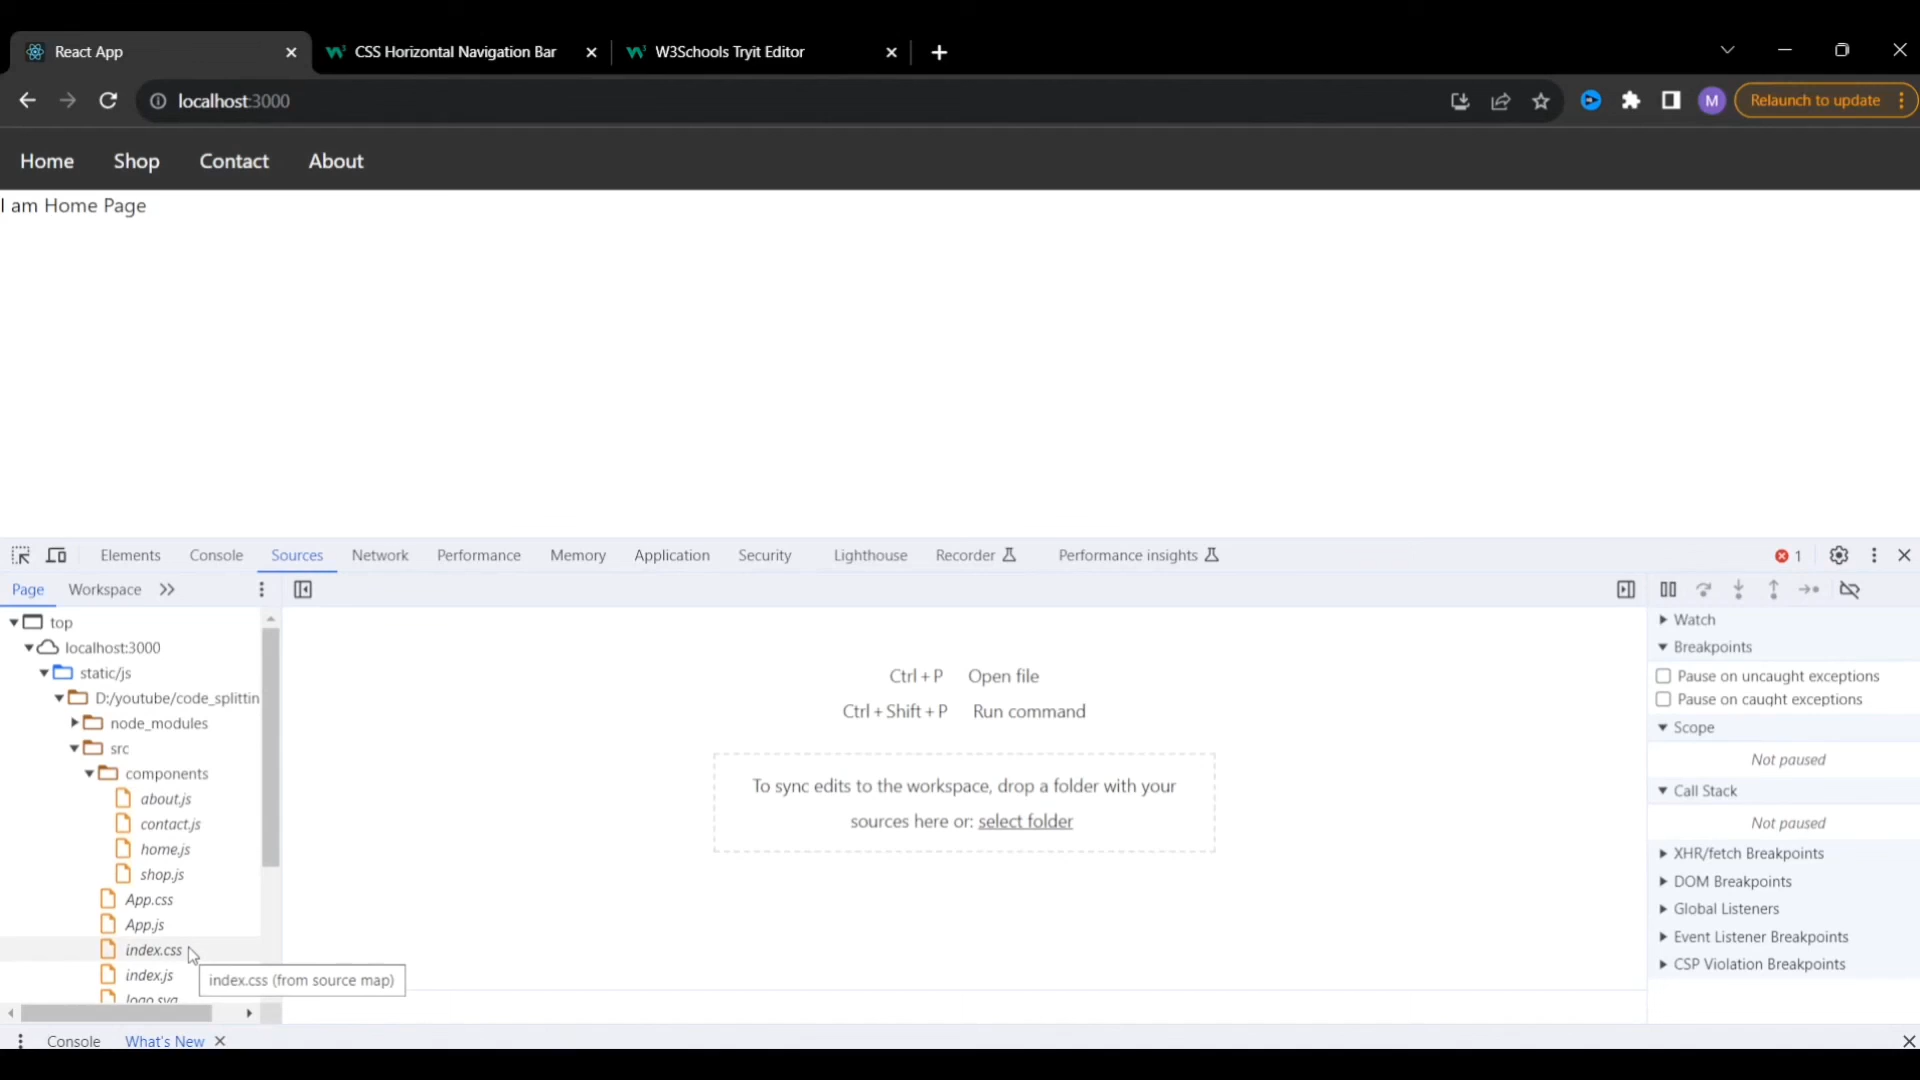 React App
CSS Horizontal Navigation Bar
W3Schools Tryit Editor
localhost:3000
M
Relaunch to update
Home Shop Contact About
I am Home Page
Elements Console Sources Network Performance Memory Application Security Lighthouse Recorder Performance insights
1
Page Workspace
top
localhost:3000
static/js
D:/youtube/code_splittin
node_modules
src
components
about.js
contact.js
home.js
shop.js
App.css
App.js
index.css
index.js
logo.svg
index.css (from source map)
Ctrl + P Open file
Ctrl + Shift + P Run command
To sync edits to the workspace, drop a folder with your
sources here or: select folder
Watch
Breakpoints
Pause on uncaught exceptions
Pause on caught exceptions
Scope
Not paused
Call Stack
Not paused
XHR/fetch Breakpoints
DOM Breakpoints
Global Listeners
Event Listener Breakpoints
CSP Violation Breakpoints
Console What's New